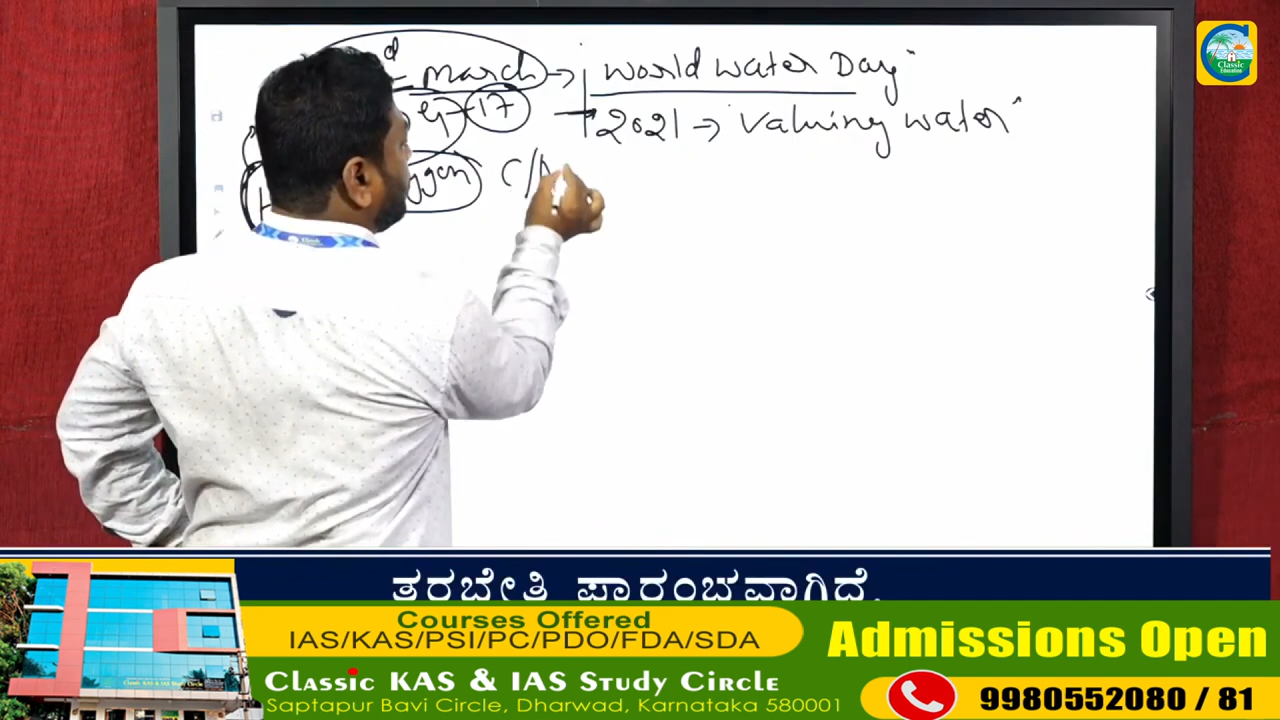 d march → world water Day"
17 → 2021 → valuing water"
C/A
Classic
Education
ತರಬೇತಿ ಪ್ರಾರಂಭವಾಗಿದೆ.
Courses Offered
IAS/KAS/PSI/PC/PDO/FDA/SDA
Admissions Open
Classic KAS & IAS Study Circle
Saptapur Bavi Circle, Dharwad, Karnataka 580001
9980552080 / 81